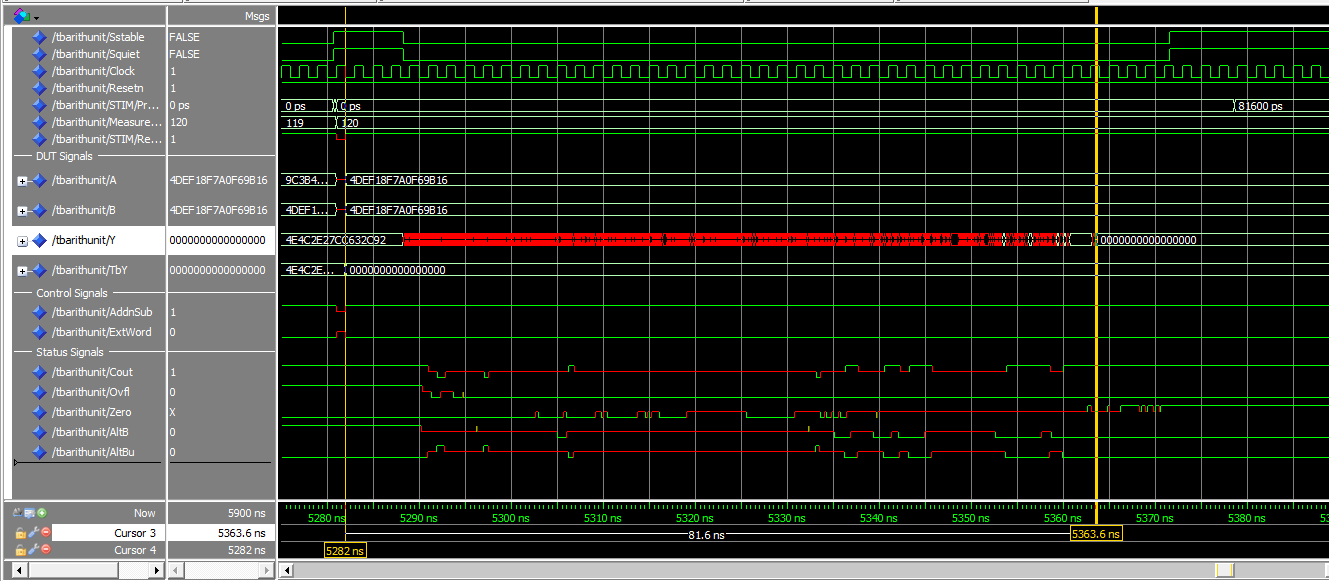 Msgs
/tbarithunit/Sstable FALSE
/tbarithunit/Squiet FALSE
/tbarithunit/Clock 1
/tbarithunit/Resetn 1
/tbarithunit/STIM/Pr... 0 ps 0 ps 0 ps 81600 ps
/tbarithunit/Measure... 120 119 120
/tbarithunit/STIM/Re... 1
DUT Signals
/tbarithunit/A 4DEF18F7A0F69B16 9C3B4... 4DEF18F7A0F69B16
/tbarithunit/B 4DEF18F7A0F69B16 4DEF1... 4DEF18F7A0F69B16
/tbarithunit/Y 0000000000000000 4E4C2E27CC632C92 0000000000000000
/tbarithunit/TbY 0000000000000000 4E4C2E... 0000000000000000
Control Signals
/tbarithunit/AddnSub 1
/tbarithunit/ExtWord 0
Status Signals
/tbarithunit/Cout 1
/tbarithunit/Ovfl 0
/tbarithunit/Zero X
/tbarithunit/AltB 0
/tbarithunit/AltBu 0
Now 5900 ns 5280 ns 5290 ns 5300 ns 5310 ns 5320 ns 5330 ns 5340 ns 5350 ns 5360 ns 5370 ns 5380 ns
Cursor 3 5363.6 ns 81.6 ns 5363.6 ns
Cursor 4 5282 ns 5282 ns